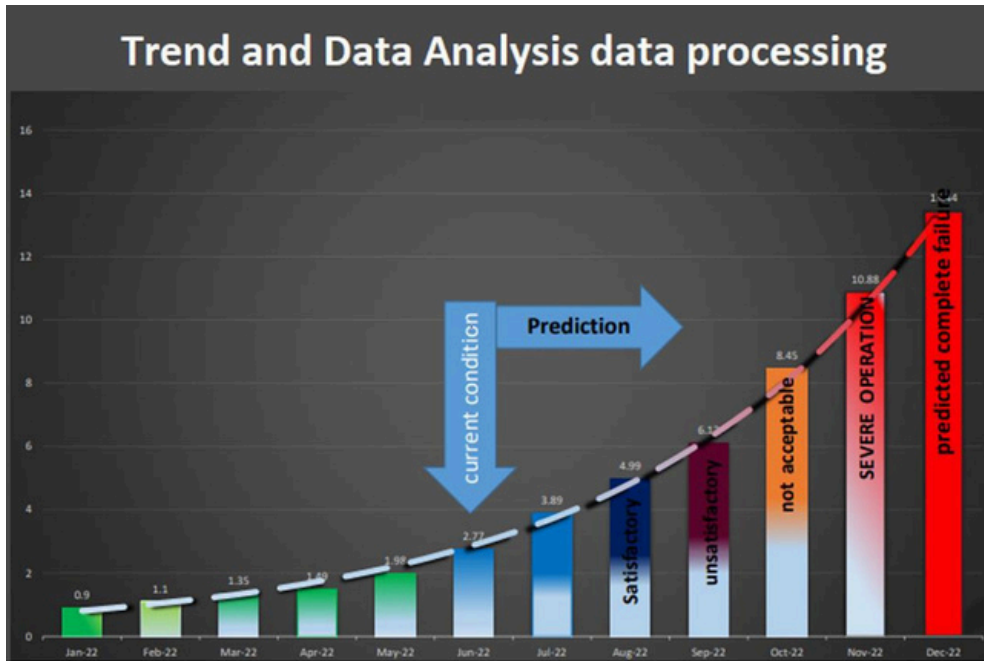 Trend and Data Analysis data processing
16
14
12
10
8
6
4
2
0
0.9
1.1
1.35
1.49
1.98
2.77
3.89
4.99
8.45
10.88
current condition
Prediction
Satisfactory
unsatisfactory
not acceptable
SEVERE OPERATION
predicted complete failure
Jan-22
Feb-22
Mar-22
Apr-22
May-22
Jun-22
Jul-22
Aug-22
Sep-22
Oct-22
Nov-22
Dec-22